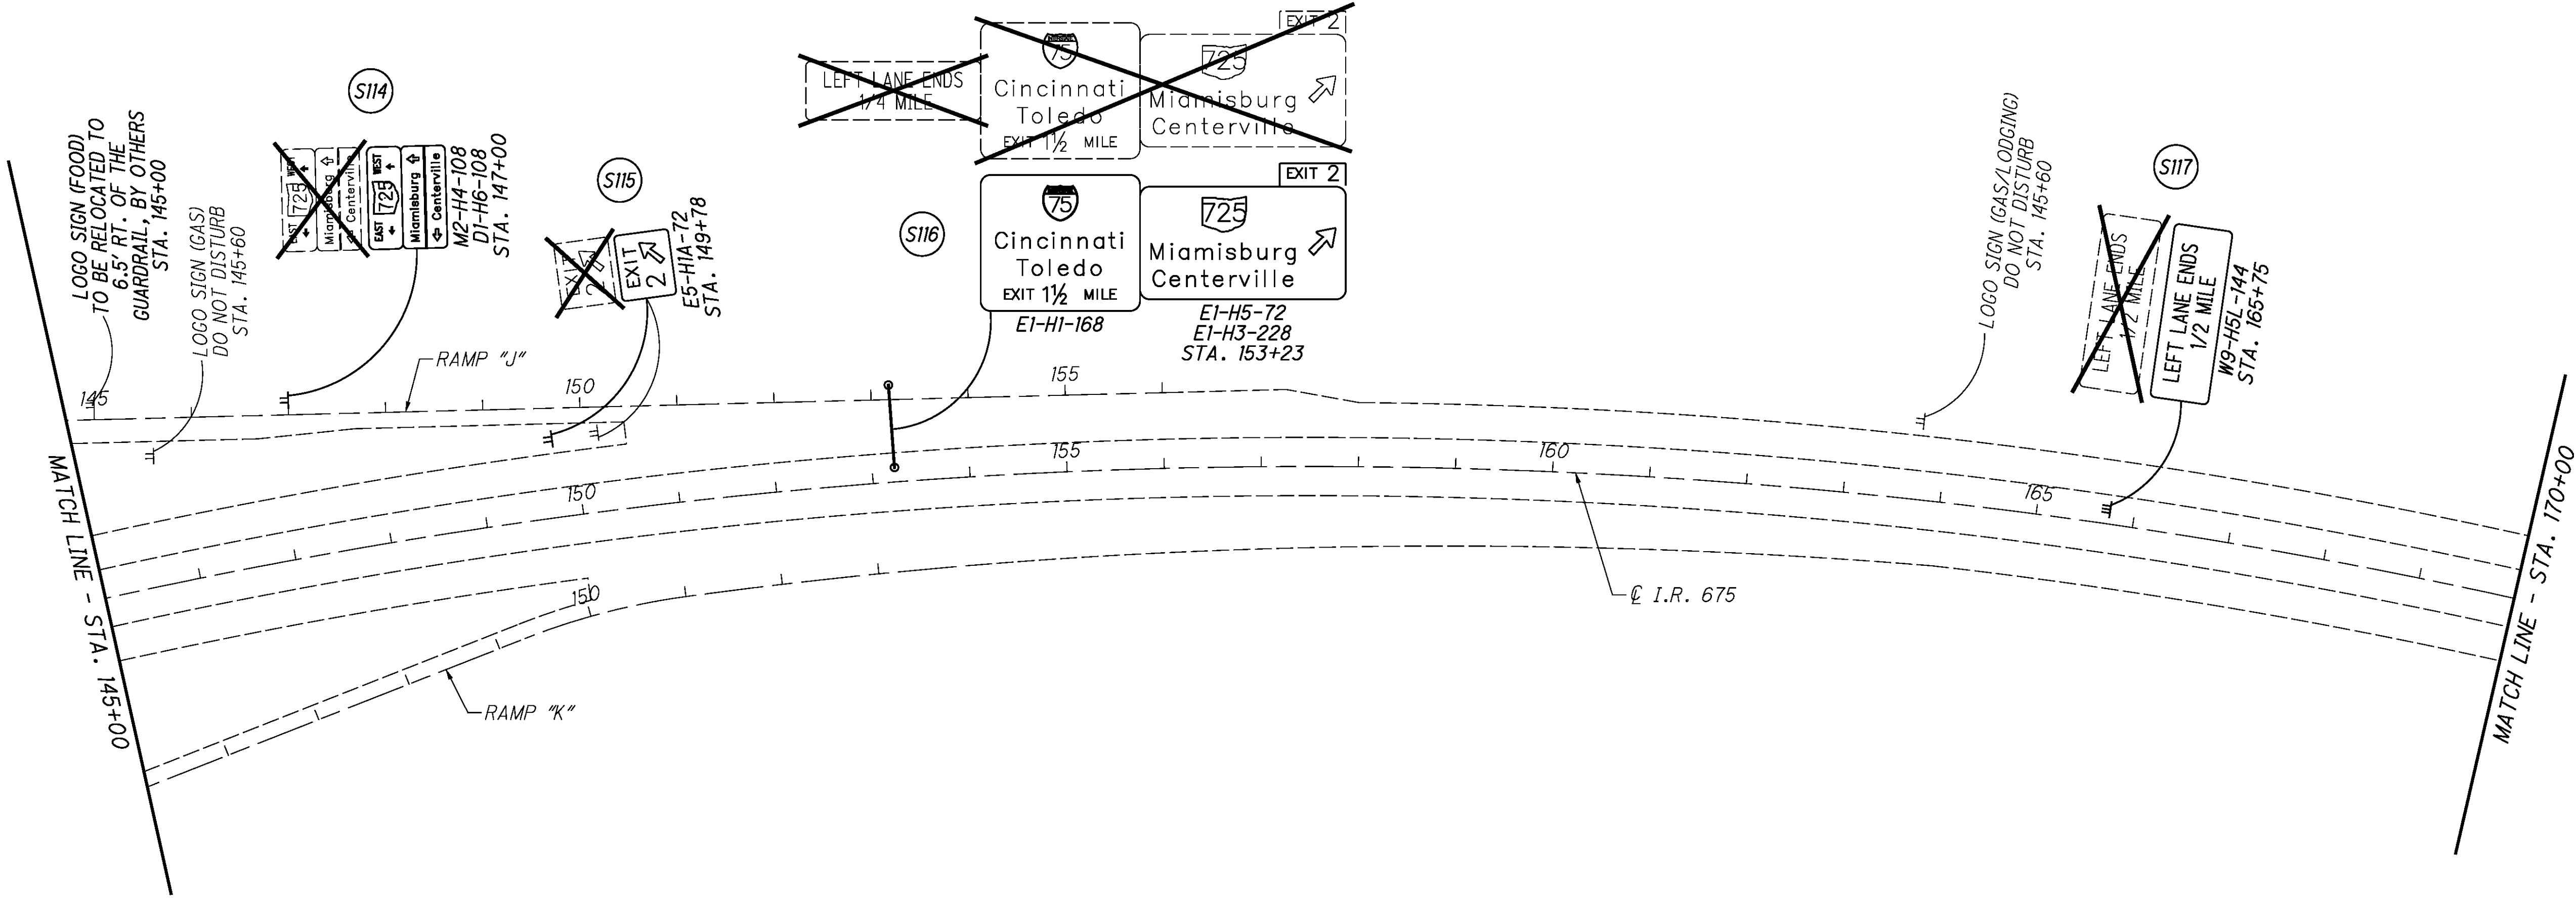 LOGO SIGN (FOOD)
TO BE RELOCATED TO
6.5' RT. OF THE
GUARDRAIL, BY OTHERS
STA. 145+00
LOGO SIGN (GAS)
DO NOT DISTURB
STA. 145+60
S114
EAST 725 WEST
Miamisburg
Centerville
EAST 725 WEST
Miamisburg
Centerville
M2-H4-108
D1-H6-108
STA. 147+00
S115
EXIT
2
EXIT
2
E5-H1A-72
STA. 149+78
LEFT LANE ENDS
1/4 MILE
75
Cincinnati
Toledo
EXIT 1½ MILE
EXIT 2
725
Miamisburg
Centerville
S116
75
Cincinnati
Toledo
EXIT 1½ MILE
E1-H1-168
EXIT 2
725
Miamisburg
Centerville
E1-H5-72
E1-H3-228
STA. 153+23
LOGO SIGN (GAS/LODGING)
DO NOT DISTURB
STA. 145+60
S117
LEFT LANE ENDS
1/2 MILE
LEFT LANE ENDS
1/2 MILE
W9-H5L-144
STA. 165+75
RAMP "J"
145
150
155
150
155
160
165
150
℄ I.R. 675
RAMP "K"
MATCH LINE - STA. 145+00
MATCH LINE - STA. 170+00